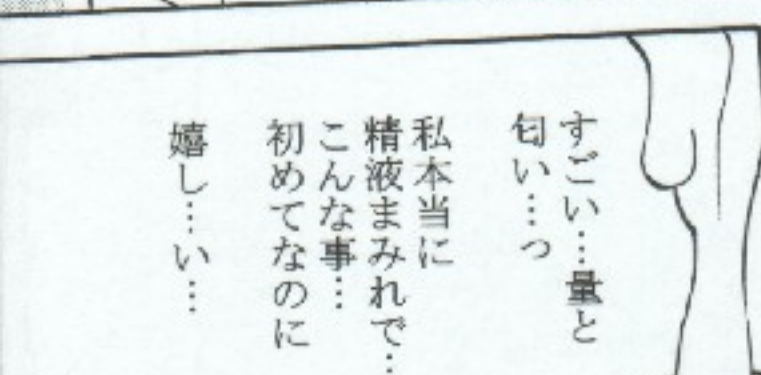 すごい…量と
匂い…っ
私本当に
精液まみれで…
こんな事…
初めてなのに
嬉し…い…